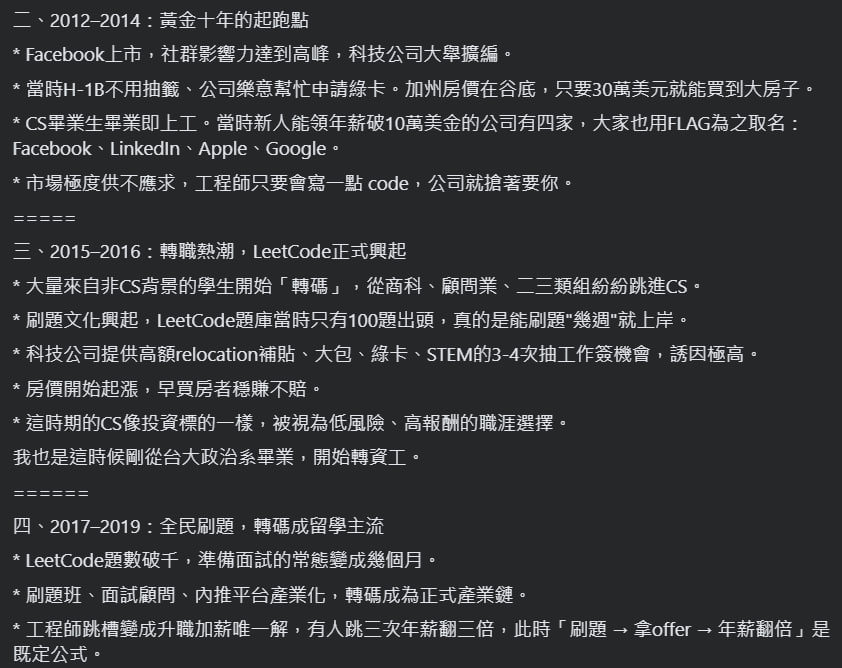 二、2012–2014：黃金十年的起跑點
* Facebook上市，社群影響力達到高峰，科技公司大舉擴編。
* 當時H-1B不用抽籤、公司樂意幫忙申請綠卡。加州房價在谷底，只要30萬美元就能買到大房子。
* CS畢業生畢業即上工。當時新人能領年薪破10萬美金的公司有四家，大家也用FLAG為之取名：
Facebook、LinkedIn、Apple、Google。
* 市場極度供不應求，工程師只要會寫一點 code，公司就搶著要你。
=====
三、2015–2016：轉職熱潮，LeetCode正式興起
* 大量來自非CS背景的學生開始「轉碼」，從商科、顧問業、二三類組紛紛跳進CS。
* 刷題文化興起，LeetCode題庫當時只有100題出頭，真的是能刷題"幾週"就上岸。
* 科技公司提供高額relocation補貼、大包、綠卡、STEM的3-4次抽工作簽機會，誘因極高。
* 房價開始起漲，早買房者穩賺不賠。
* 這時期的CS像投資標的一樣，被視為低風險、高報酬的職涯選擇。
我也是這時候剛從台大政治系畢業，開始轉資工。
======
四、2017–2019：全民刷題，轉碼成留學主流
* LeetCode題數破千，準備面試的常態變成幾個月。
* 刷題班、面試顧問、內推平台產業化，轉碼成為正式產業鏈。
* 工程師跳槽變成升職加薪唯一解，有人跳三次年薪翻三倍，此時「刷題 → 拿offer → 年薪翻倍」是
既定公式。